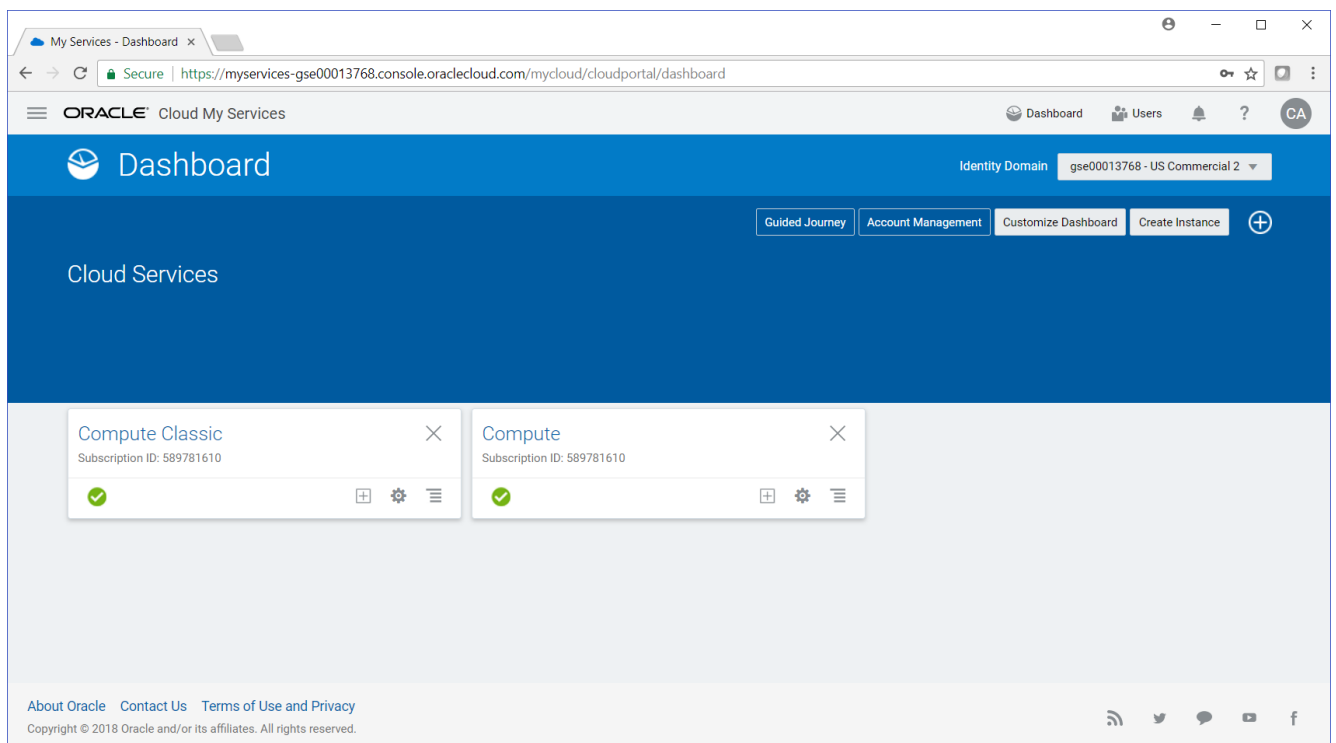 My Services - Dashboard
Secure | https://myservices-gse00013768.console.oraclecloud.com/mycloud/cloudportal/dashboard
ORACLE Cloud My Services Dashboard Users ? CA
Dashboard Identity Domain gse00013768 - US Commercial 2
Guided Journey Account Management Customize Dashboard Create Instance
Cloud Services
Compute Classic
Subscription ID: 589781610
Compute
Subscription ID: 589781610
About Oracle Contact Us Terms of Use and Privacy
Copyright © 2018 Oracle and/or its affiliates. All rights reserved.